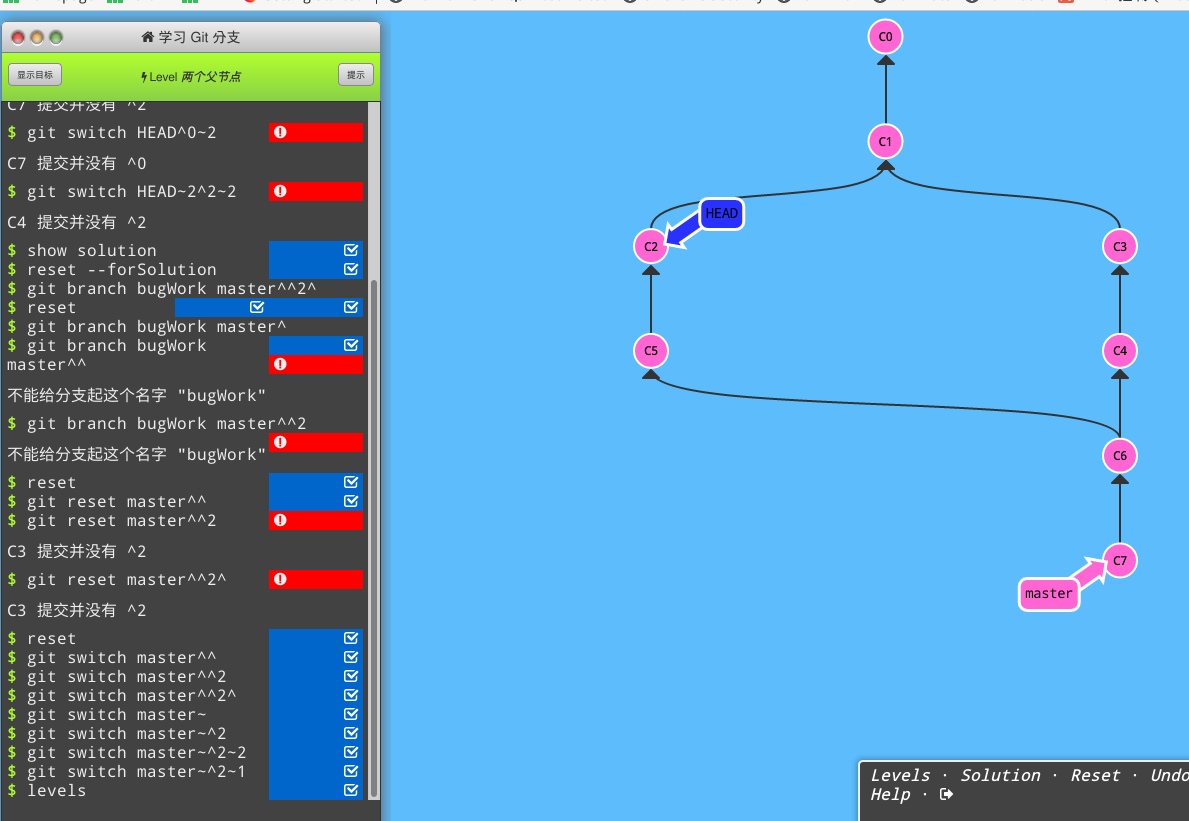 学习 Git 分支
显示目标
Level 两个父节点
提示
C7 提交并没有 ^2
$ git switch HEAD^0~2
C7 提交并没有 ^0
$ git switch HEAD~2^2~2
C4 提交并没有 ^2
$ show solution
$ reset --forSolution
$ git branch bugWork master^^2^
$ reset
$ git branch bugWork master^
$ git branch bugWork
master^^
不能给分支起这个名字 "bugWork"
$ git branch bugWork master^^2
不能给分支起这个名字 "bugWork"
$ reset
$ git reset master^^
$ git reset master^^2
C3 提交并没有 ^2
$ git reset master^^2^
C3 提交并没有 ^2
$ reset
$ git switch master^^
$ git switch master^^2
$ git switch master^^2^
$ git switch master~
$ git switch master~^2
$ git switch master~^2~2
$ git switch master~^2~1
$ levels
C0
C1
HEAD
C2
C3
C5
C4
C6
C7
master
Levels · Solution · Reset · Undo
Help ·